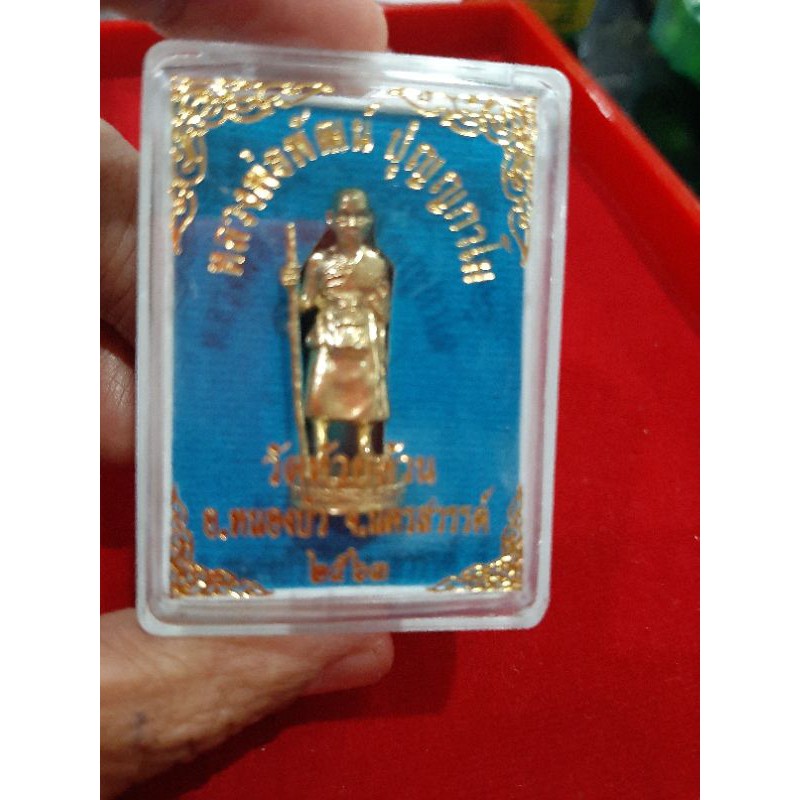 หลวงพ่อพัฒน์ ปุญญกาโม
วัดห้วยด้วน
อ.หนองบัว จ.นครสวรรค์
๒๕๖๓